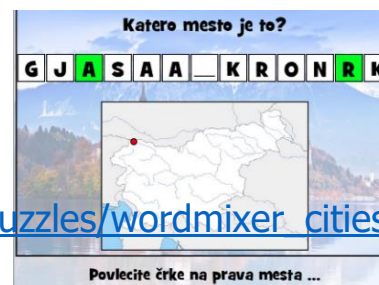 Katero mesto je to?
G J A S A A _ K R O N R K
uzzles/wordmixer_cities
Povlecite črke na prava mesta ...